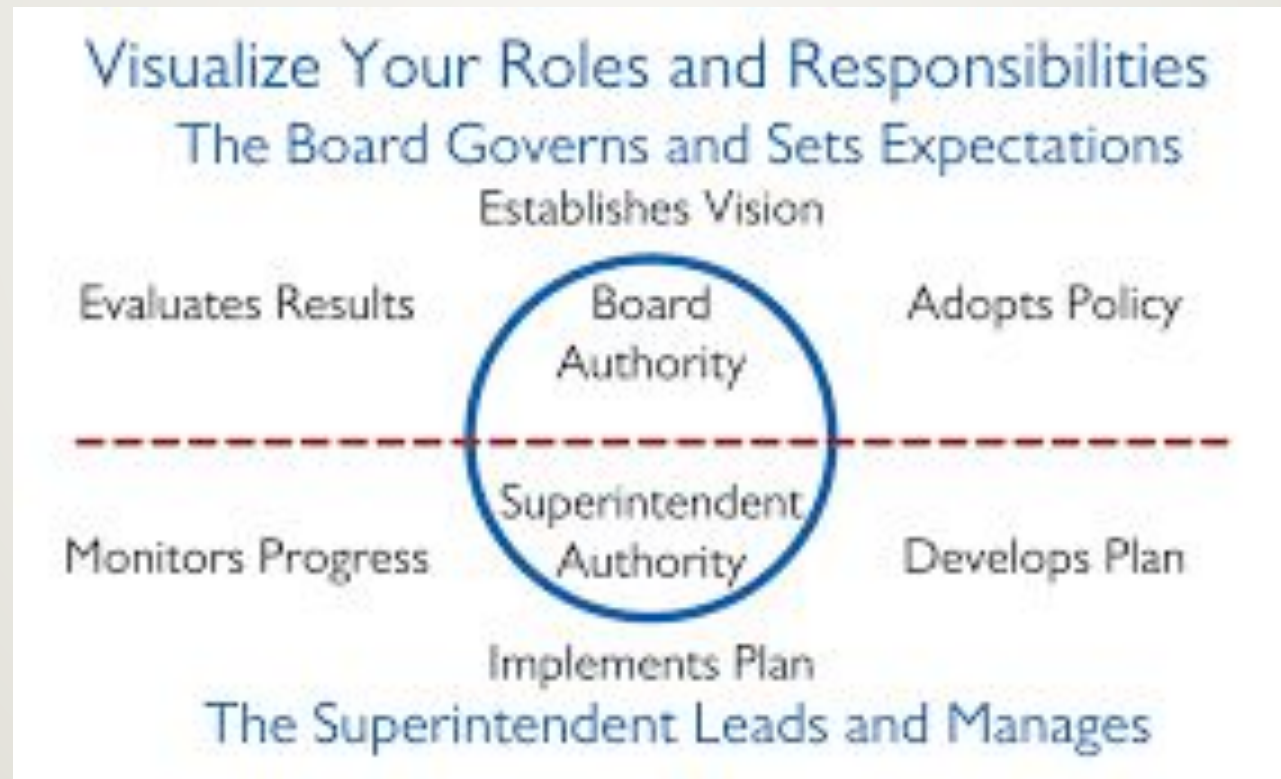 Visualize Your Roles and Responsibilities
The Board Governs and Sets Expectations
Establishes Vision
Evaluates Results
Board
Authority
Adopts Policy
Monitors Progress
Superintendent
Authority
Develops Plan
Implements Plan
The Superintendent Leads and Manages